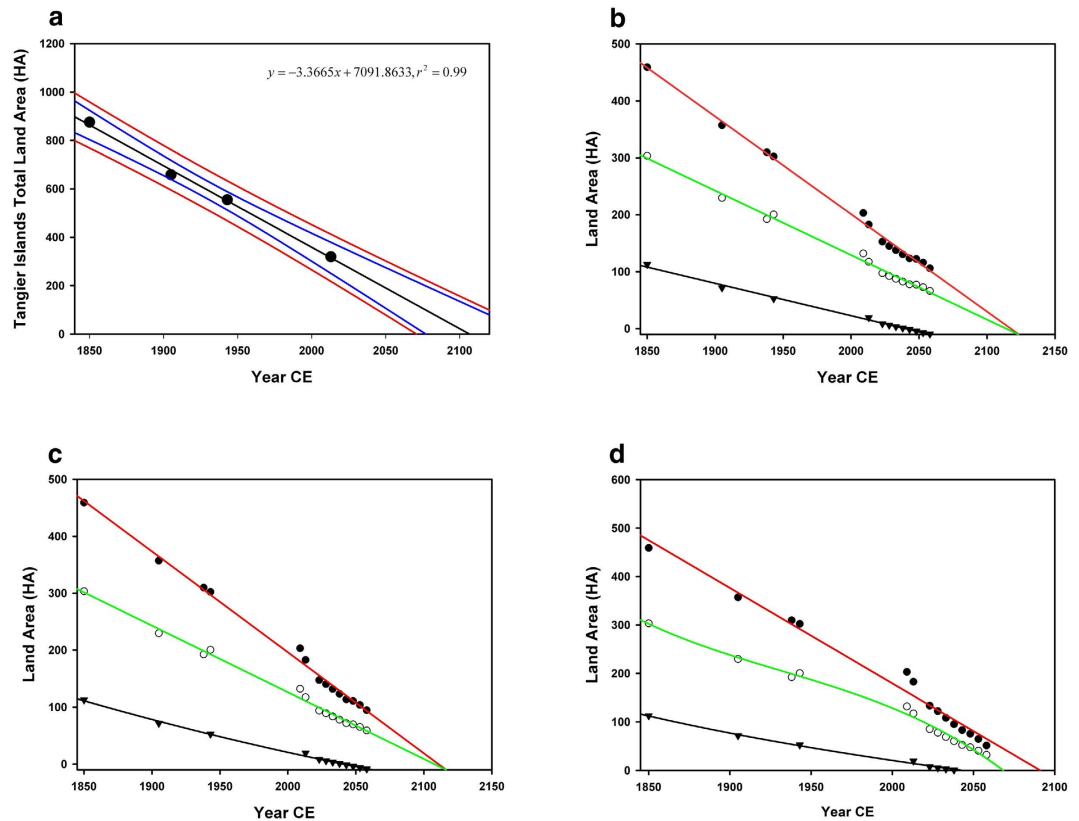 a
Tangier Islands Total Land Area (HA)
1200
1000
800
600
400
200
0
y = −3.3665x + 7091.8633, r² = 0.99
1850 1900 1950 2000 2050 2100
Year CE
b
Land Area (HA)
500
400
300
200
100
0
1850 1900 1950 2000 2050 2100 2150
Year CE
c
Land Area (HA)
500
400
300
200
100
0
1850 1900 1950 2000 2050 2100 2150
Year CE
d
Land Area (HA)
600
500
400
300
200
100
0
1850 1900 1950 2000 2050 2100
Year CE